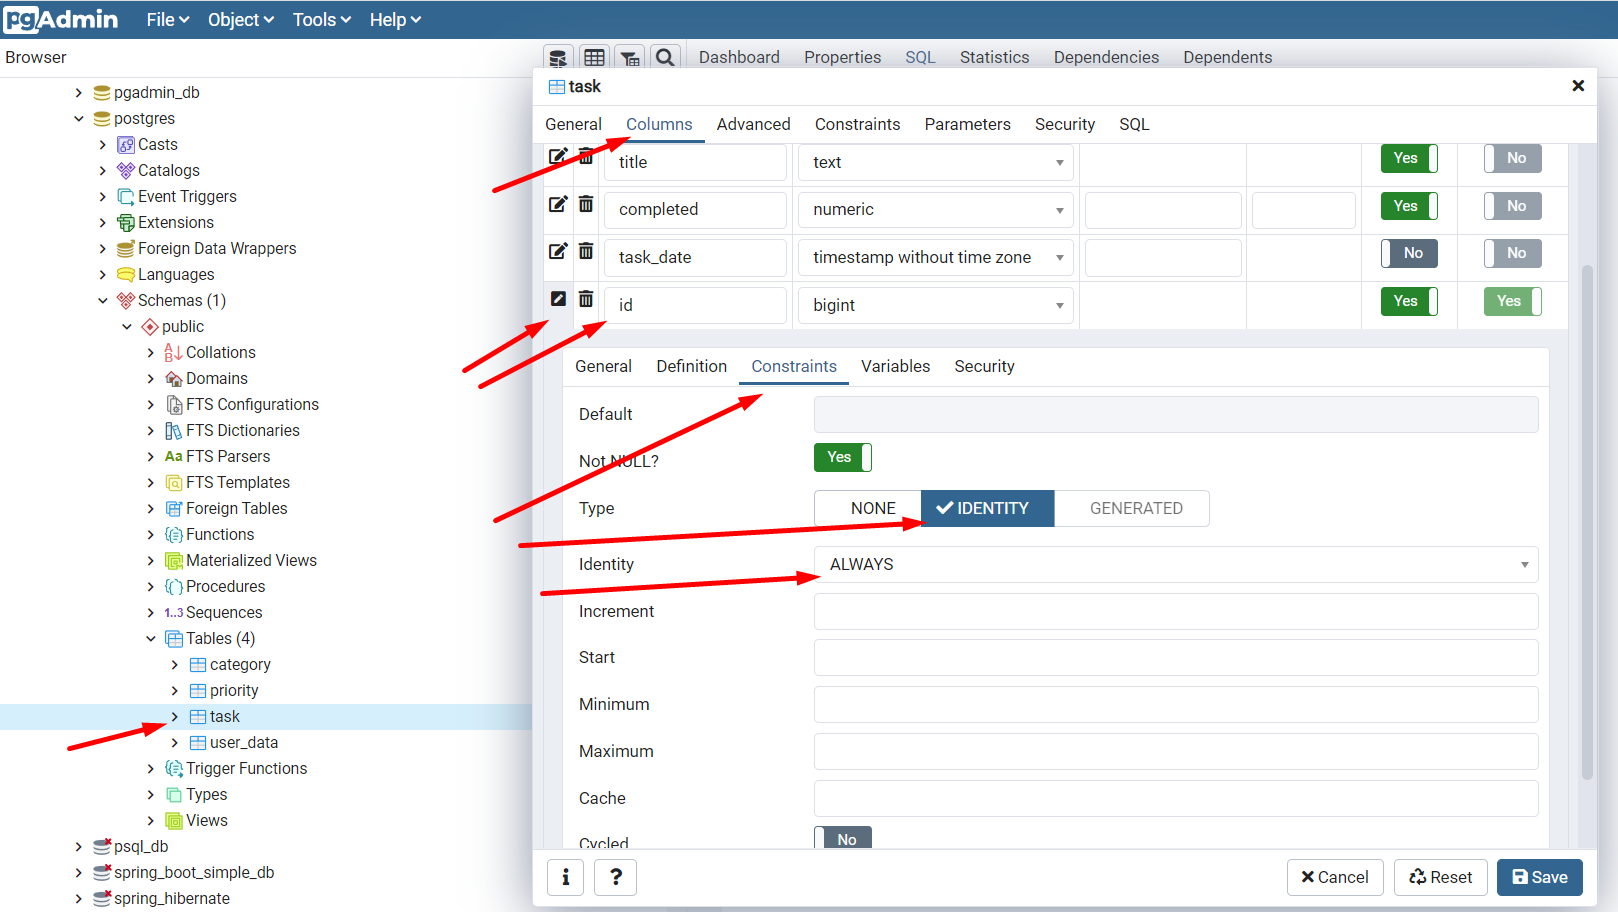 pgAdmin File Object Tools Help
Browser
Dashboard Properties SQL Statistics Dependencies Dependents
pgadmin_db
postgres
Casts
Catalogs
Event Triggers
Extensions
Foreign Data Wrappers
Languages
Schemas (1)
public
Collations
Domains
FTS Configurations
FTS Dictionaries
Aa FTS Parsers
FTS Templates
Foreign Tables
Functions
Materialized Views
Procedures
1..3 Sequences
Tables (4)
category
priority
task
user_data
Trigger Functions
Types
Views
psql_db
spring_boot_simple_db
spring_hibernate
task
General Columns Advanced Constraints Parameters Security SQL
title text Yes No
completed numeric Yes No
task_date timestamp without time zone No No
id bigint Yes Yes
General Definition Constraints Variables Security
Default
Not NULL? Yes
Type NONE IDENTITY GENERATED
Identity ALWAYS
Increment
Start
Minimum
Maximum
Cache
Cycled No
i ? Cancel Reset Save